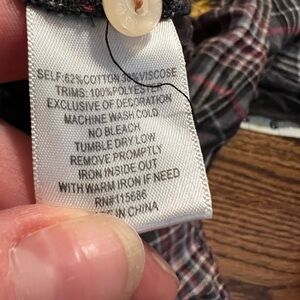 SELF:62%COTTON 38%VISCOSE
TRIMS: 100%POLYESTER
EXCLUSIVE OF DECORATION
MACHINE WASH COLD
NO BLEACH
TUMBLE DRY LOW
REMOVE PROMPTLY
IRON INSIDE OUT
WITH WARM IRON IF NEED
RN#115686
IN CHINA